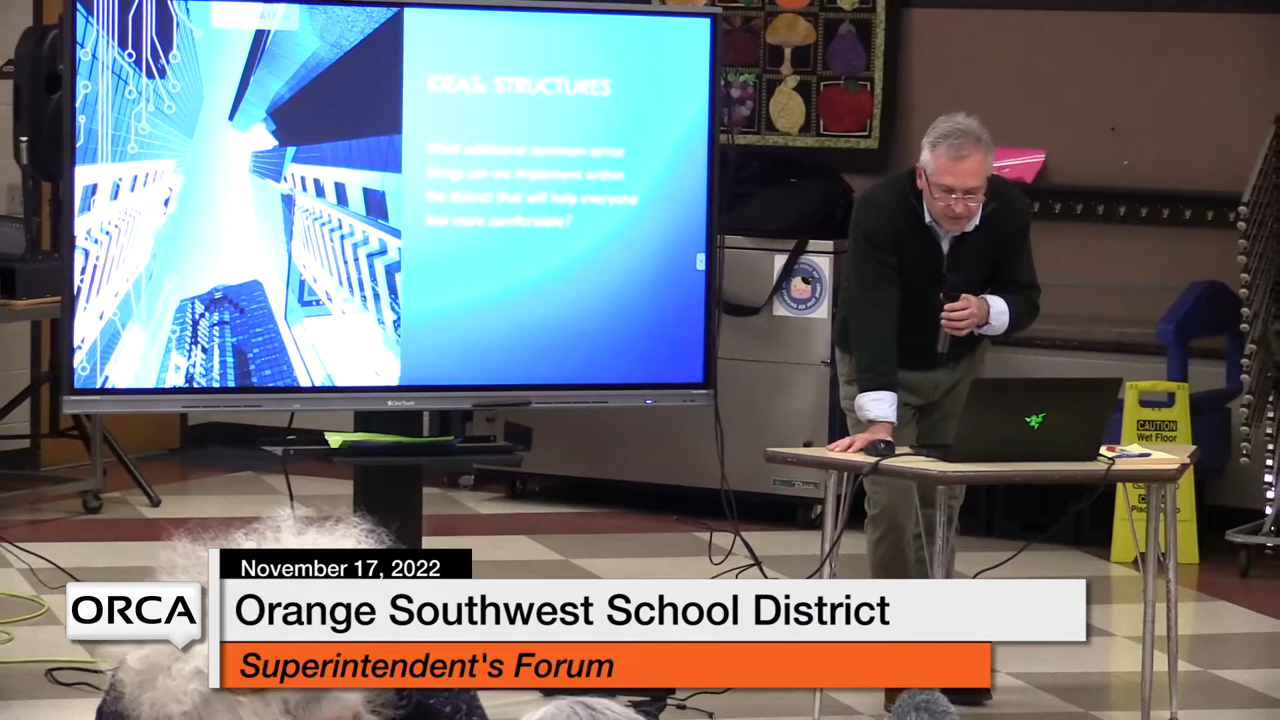 IDEAS: STRUCTURES
What additional common-sense
things can we implement within
the district that will help everyone
feel more comfortable?
CAUTION
Wet Floor
November 17, 2022
ORCA
Orange Southwest School District
Superintendent's Forum